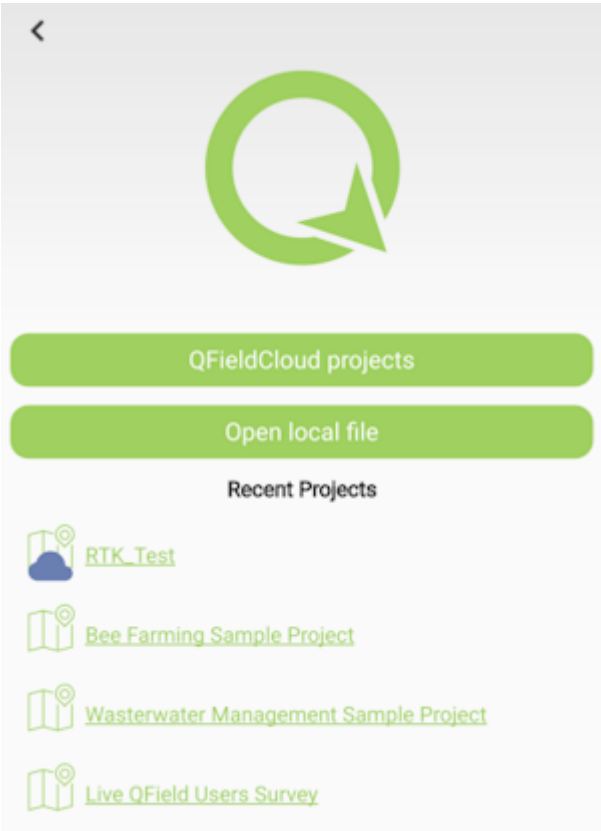 QFieldCloud projects
Open local file
Recent Projects
RTK_Test
Bee Farming Sample Project
Wasterwater Management Sample Project
Live QField Users Survey